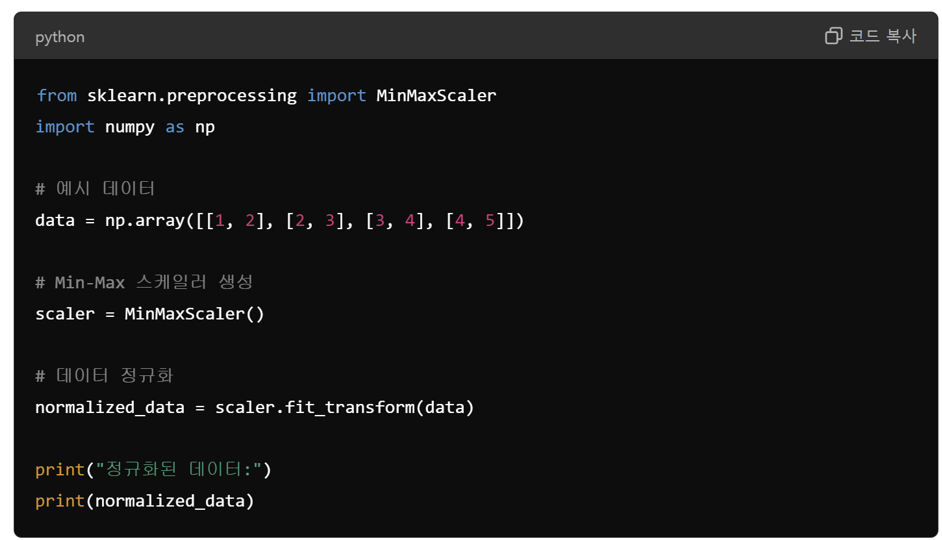 python
코드 복사
from sklearn.preprocessing import MinMaxScaler
import numpy as np
# 예시 데이터
data = np.array([[1, 2], [2, 3], [3, 4], [4, 5]])
# Min-Max 스케일러 생성
scaler = MinMaxScaler()
# 데이터 정규화
normalized_data = scaler.fit_transform(data)
print("정규화된 데이터:")
print(normalized_data)